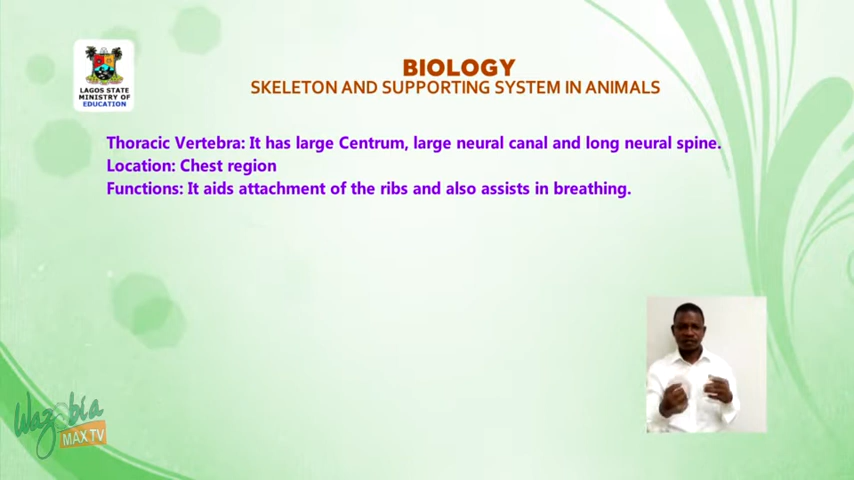 BIOLOGY
SKELETON AND SUPPORTING SYSTEM IN ANIMALS
LAGOS STATE
MINISTRY OF
EDUCATION
Thoracic Vertebra: It has large Centrum, large neural canal and long neural spine.
Location: Chest region
Functions: It aids attachment of the ribs and also assists in breathing.
Wazobia
MAX TV